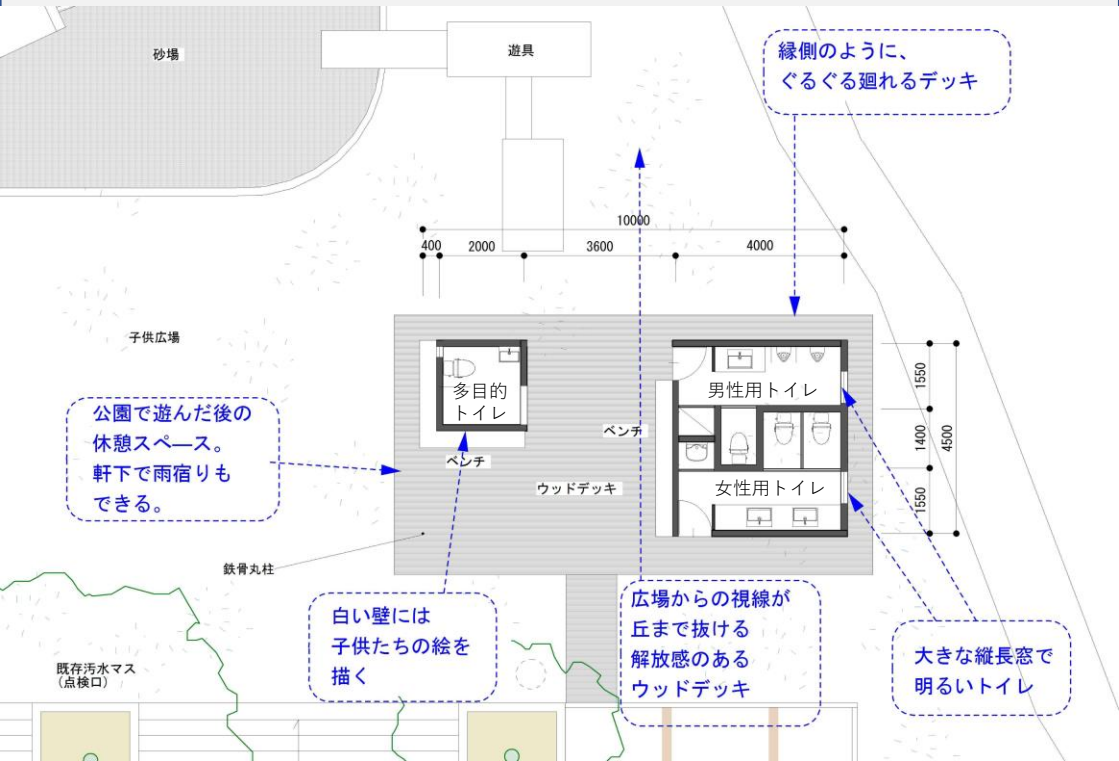 砂場
遊具
縁側のように、
ぐるぐる廻れるデッキ
10000
400
2000
3600
4000
子供広場
多目的
トイレ
男性用トイレ
1550
1400
4500
1550
公園で遊んだ後の
休憩スペース。
軒下で雨宿りも
できる。
ベンチ
ベンチ
ウッドデッキ
女性用トイレ
鉄骨丸柱
白い壁には
子供たちの絵を
描く
広場からの視線が
丘まで抜ける
解放感のある
ウッドデッキ
大きな縦長窓で
明るいトイレ
既存汚水マス
(点検口)